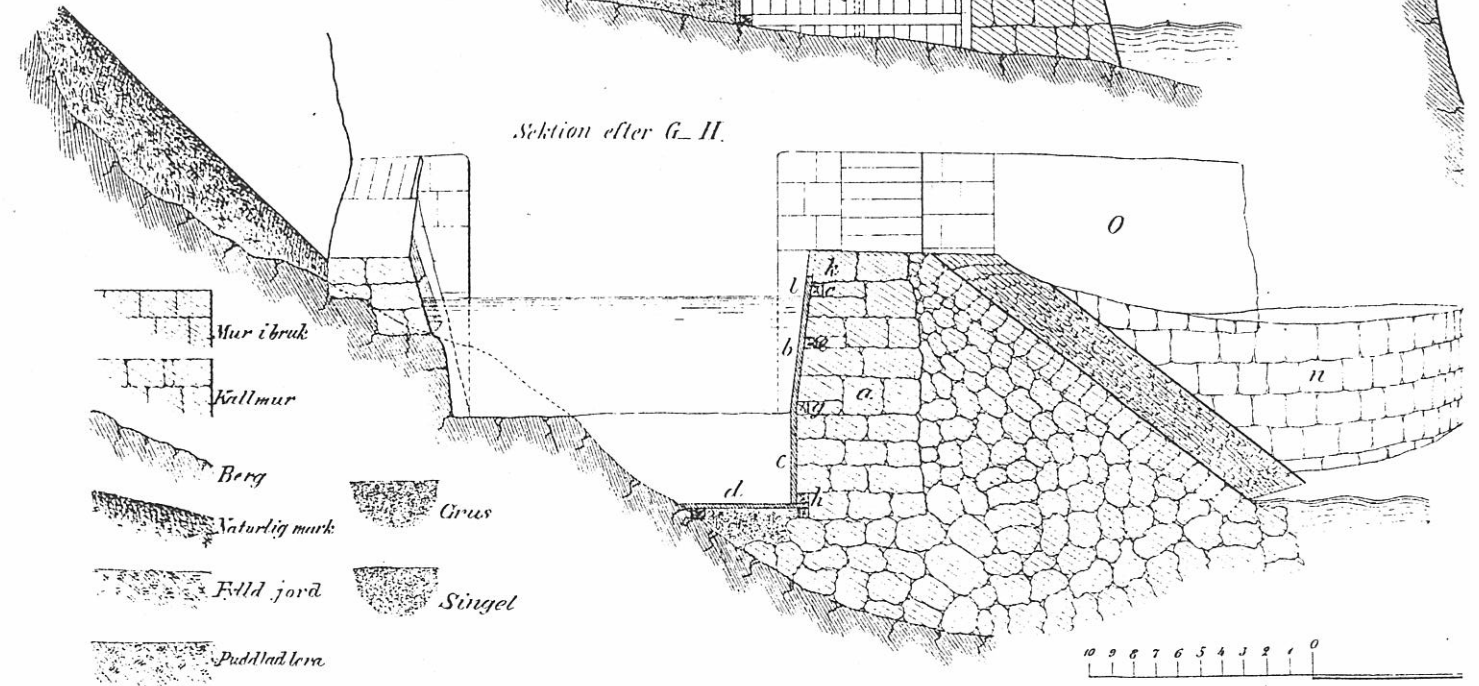 Sektion efter G_H.
O
k
l
e
b
e
n
a
g
c
d.
h
Mur i bruk
Kallmur
Berg
Naturlig mark
Fylld jord
Puddlad lera
Grus
Singel
10 9 8 7 6 5 4 3 2 1 0